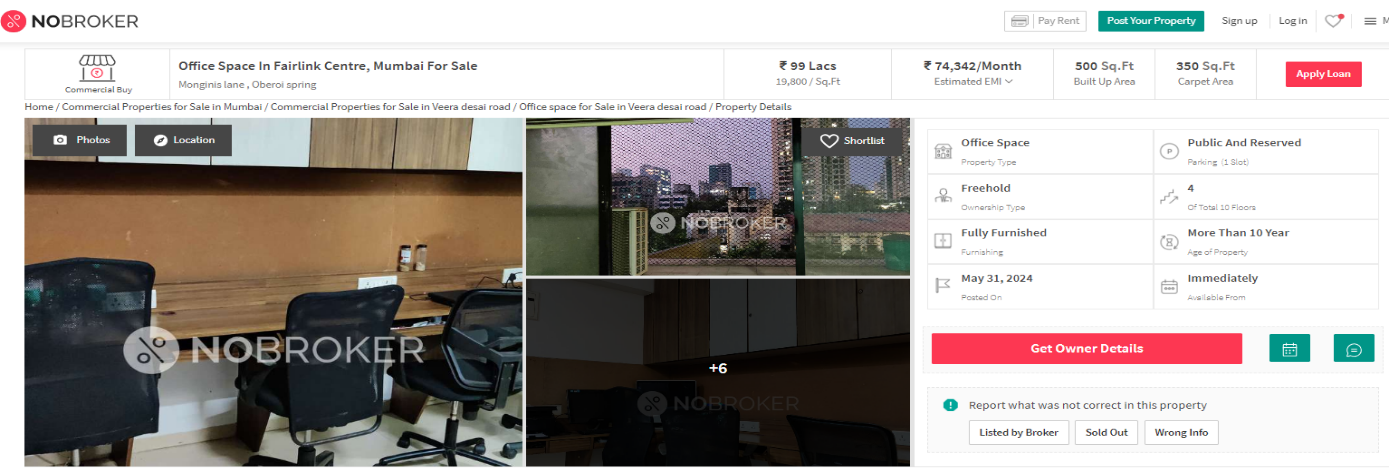 NOBROKER
Pay Rent
Post Your Property
Sign up
Log in
M
Commercial Buy
Office Space In Fairlink Centre, Mumbai For Sale
Monginis lane , Oberoi spring
₹ 99 Lacs
19,800 / Sq.Ft
₹ 74,342/Month
Estimated EMI
500 Sq.Ft
Built Up Area
350 Sq.Ft
Carpet Area
Apply Loan
Home / Commercial Properties for Sale in Mumbai / Commercial Properties for Sale in Veera desai road / Office space for Sale in Veera desai road / Property Details
Photos
Location
Shortlist
NOBROKER
NOBROKER
+6
NOBROKER
Office Space
Property Type
Public And Reserved
Parking (1 Slot)
Freehold
Ownership Type
4
Of Total 10 Floors
Fully Furnished
Furnishing
More Than 10 Year
Age of Property
May 31, 2024
Posted On
Immediately
Available From
Get Owner Details
Report what was not correct in this property
Listed by Broker
Sold Out
Wrong Info